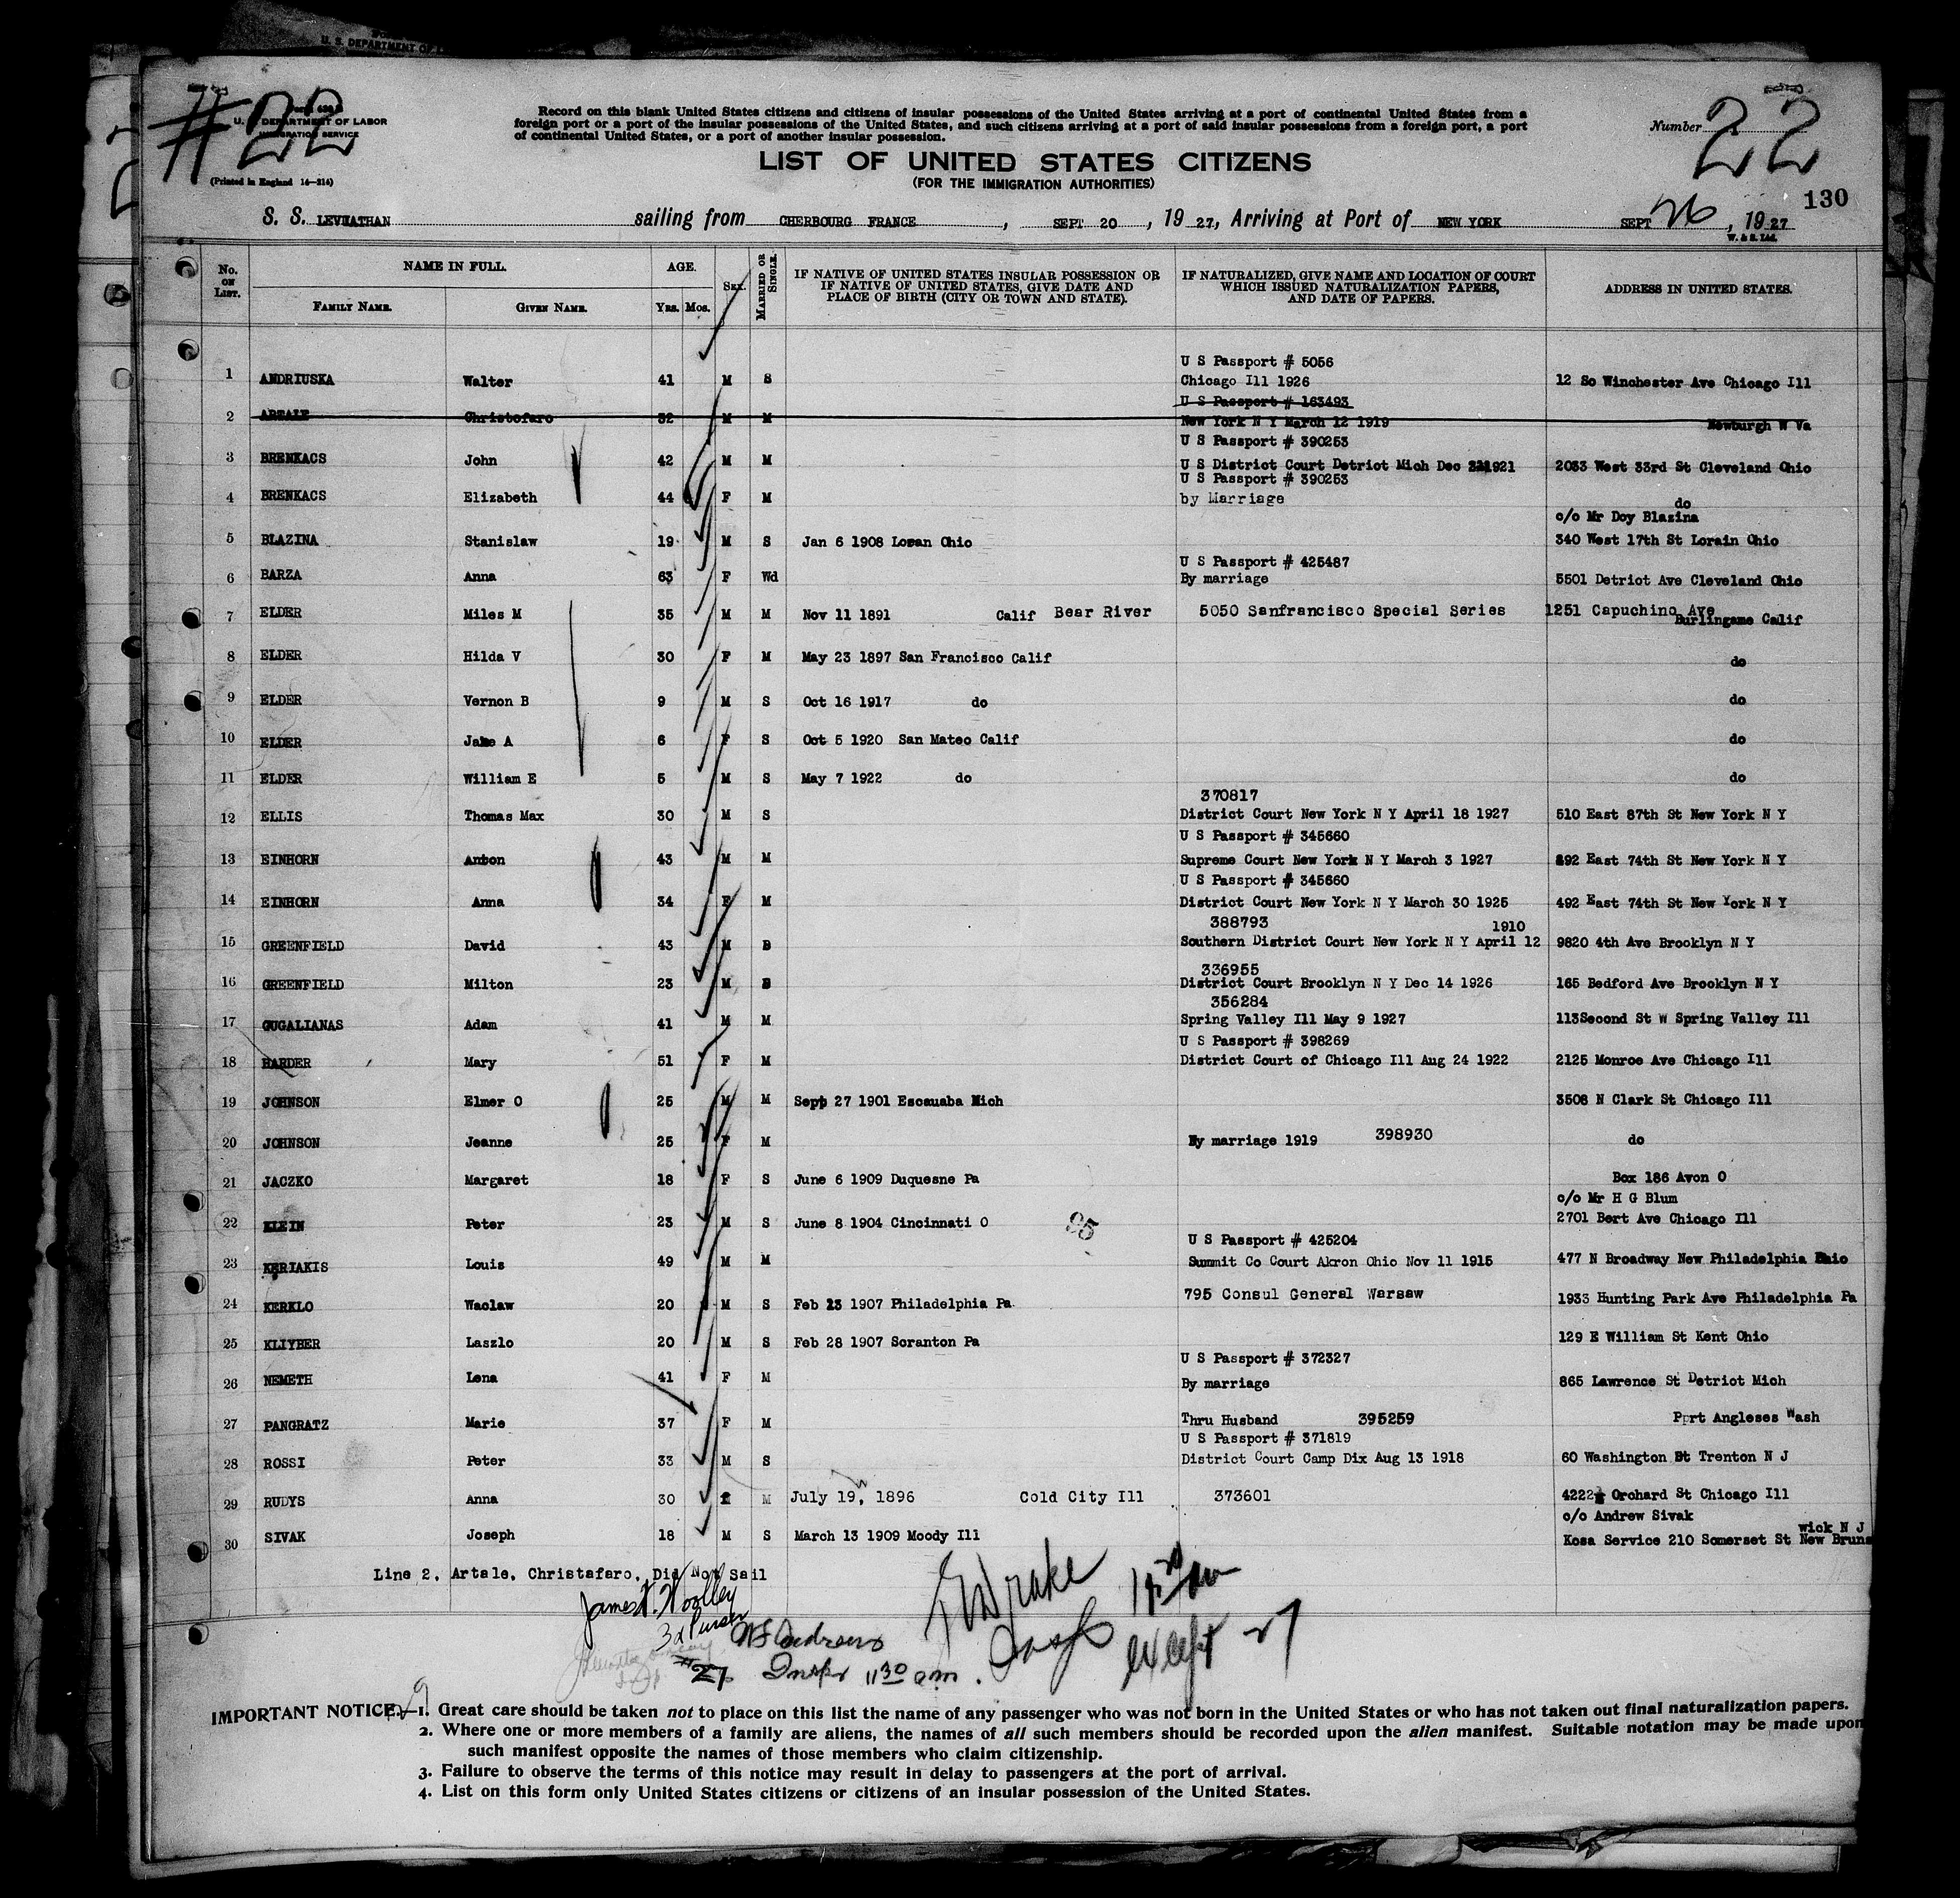 #22
U. S. DEPARTMENT OF LABOR
IMMIGRATION SERVICE
(Printed in England 14—214)
Record on this blank United States citizens and citizens of insular possessions of the United States arriving at a port of continental United States from a
foreign port or a port of the insular possessions of the United States, and such citizens arriving at a port of said insular possessions from a foreign port, a port
of continental United States, or a port of another insular possession.
Number 22
LIST OF UNITED STATES CITIZENS
(FOR THE IMMIGRATION AUTHORITIES)
130
S. S. LEVIATHAN sailing from CHERBOURG FRANCE, SEPT 20, 1927, Arriving at Port of NEW YORK SEPT 26, 1927
W. & S. Ltd.
No. ON LIST. NAME IN FULL. FAMILY NAME. GIVEN NAME. AGE. Yrs. Mos. SEX. MARRIED OR SINGLE. IF NATIVE OF UNITED STATES INSULAR POSSESSION OR IF NATIVE OF UNITED STATES, GIVE DATE AND PLACE OF BIRTH (CITY OR TOWN AND STATE). IF NATURALIZED, GIVE NAME AND LOCATION OF COURT WHICH ISSUED NATURALIZATION PAPERS, AND DATE OF PAPERS. ADDRESS IN UNITED STATES.
U S Passport # 5056
1 ANDRIUSKA Walter 41 M S Chicago Ill 1926 12 So Winchester Ave Chicago Ill
U S Passport # 163493
2 ARTALE Christofaro 32 M M New York N Y March 12 1919 Newburgh W Va
U S Passport # 390253
3 BRENKACS John 42 M M U S District Court Detriot Mich Dec 1921 2033 West 33rd St Cleveland Ohio
U S Passport # 390253
4 BRENKACS Elizabeth 44 F M by Marriage do
c/o Mr Doy Blazina
5 BLAZINA Stanislaw 19 M S Jan 6 1908 Loran Ohio 340 West 17th St Lorain Ohio
U S Passport # 425487
6 BARZA Anna 63 F Wd By marriage 5501 Detriot Ave Cleveland Ohio
7 ELDER Miles M 35 M M Nov 11 1891 Calif Bear River 5050 Sanfrancisco Special Series 1251 Capuchino Ave
Burlingame Calif
8 ELDER Hilda V 30 F M May 23 1897 San Francisco Calif do
9 ELDER Vernon B 9 M S Oct 16 1917 do do
10 ELDER Jane A 6 F S Oct 5 1920 San Mateo Calif do
11 ELDER William E 5 M S May 7 1922 do do
370817
12 ELLIS Thomas Max 30 M S District Court New York N Y April 18 1927 510 East 87th St New York N Y
U S Passport # 345660
13 EINHORN Anton 43 M M Supreme Court New York N Y March 3 1927 492 East 74th St New York N Y
U S Passport # 345660
14 EINHORN Anna 34 F M District Court New York N Y March 30 1925 492 East 74th St New York N Y
388793 1910
15 GREENFIELD David 43 M Southern District Court New York N Y April 12 9820 4th Ave Brooklyn N Y
336955
16 GREENFIELD Milton 23 M District Court Brooklyn N Y Dec 14 1926 165 Bedford Ave Brooklyn N Y
356284
17 GUGALIANAS Adam 41 M M Spring Valley Ill May 9 1927 113Second St W Spring Valley Ill
U S Passport # 398269
18 HARDER Mary 51 F M District Court of Chicago Ill Aug 24 1922 2125 Monroe Ave Chicago Ill
19 JOHNSON Elmer O 25 M M Sept 27 1901 Escauaba Mich 3508 N Clark St Chicago Ill
20 JOHNSON Jeanne 25 F M By marriage 1919 398930 do
21 JACZKO Margaret 18 F S June 6 1909 Duquesne Pa Box 186 Avon O
c/o Mr H G Blum
22 KLEIN Peter 23 M S June 8 1904 Cincinnati O 2701 Bert Ave Chicago Ill
U S Passport # 425204
23 KERIAKIS Louis 49 M M Summit Co Court Akron Ohio Nov 11 1915 477 N Broadway New Philadelphia Ohio
24 KERKLO Waclaw 20 M S Feb 23 1907 Philadelphia Pa 795 Consul General Warsaw 1933 Hunting Park Ave Philadelphia Pa
25 KLIYBER Laszlo 20 M S Feb 28 1907 Scranton Pa 129 E William St Kent Ohio
U S Passport # 372327
26 NEMETH Lena 41 F M By marriage 865 Lawrence St Detriot Mich
27 PANGRATZ Marie 37 F M Thru Husband 395259 Port Angleses Wash
U S Passport # 371819
28 ROSSI Peter 33 M S District Court Camp Dix Aug 13 1918 60 Washington St Trenton N J
29 RUDYS Anna 30 M July 19, 1896 Cold City Ill 373601 4222 Orchard St Chicago Ill
c/o Andrew Sivak
30 SIVAK Joseph 18 M S March 13 1909 Moody Ill Kosa Service 210 Somerset St New Bruns
wick N J
Line 2, Artale, Christafaro, Did Not Sail
James Woolley
3d Purser
Drake
Insp
except 27
#27
Inspr 11 30 am.
IMPORTANT NOTICE.—1. Great care should be taken not to place on this list the name of any passenger who was not born in the United States or who has not taken out final naturalization papers.
2. Where one or more members of a family are aliens, the names of all such members should be recorded upon the alien manifest. Suitable notation may be made upon
such manifest opposite the names of those members who claim citizenship.
3. Failure to observe the terms of this notice may result in delay to passengers at the port of arrival.
4. List on this form only United States citizens or citizens of an insular possession of the United States.